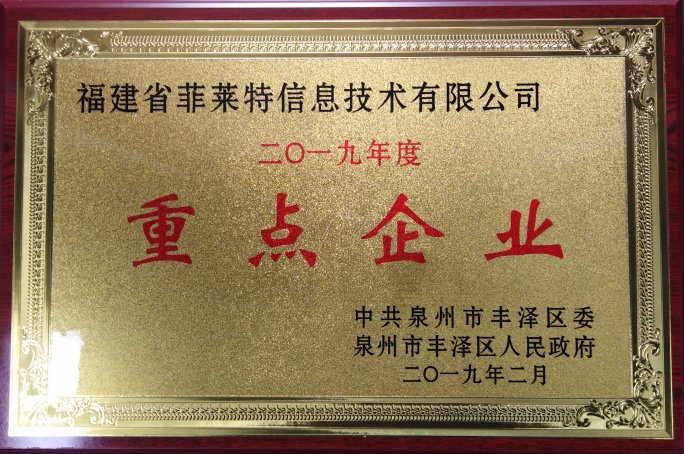 福建省菲莱特信息技术有限公司
二〇一九年度
重点企业
中共泉州市丰泽区委
泉州市丰泽区人民政府
二〇一九年二月